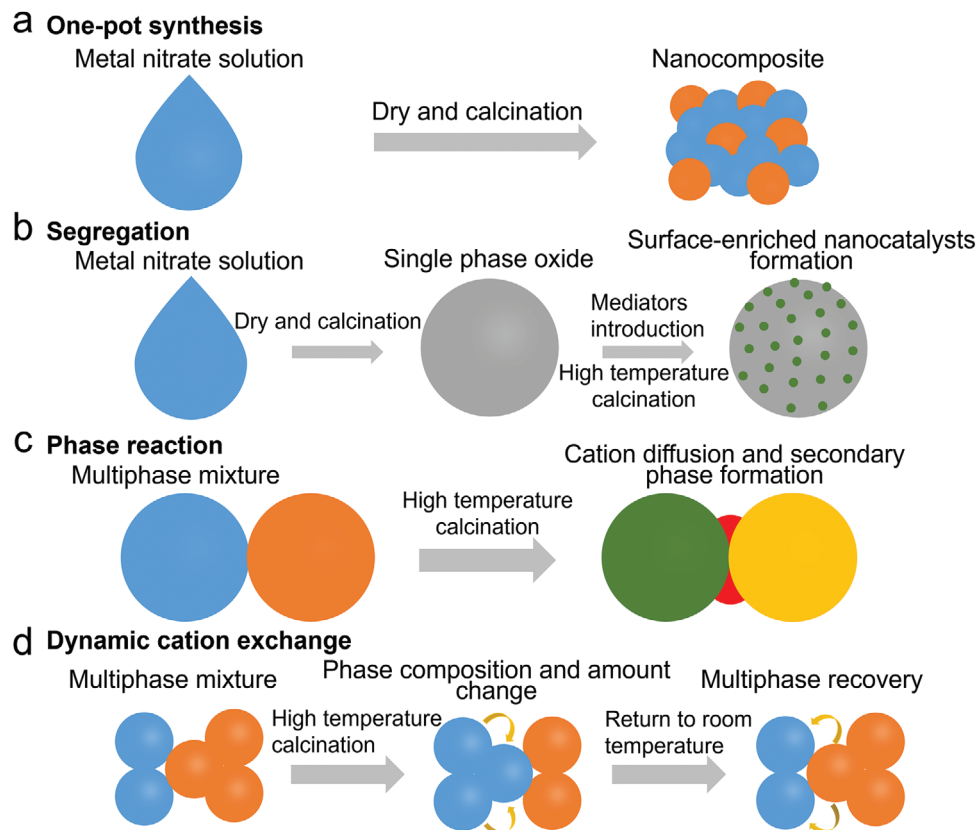 a One-pot synthesis
Metal nitrate solution
Dry and calcination
Nanocomposite
b Segregation
Metal nitrate solution
Dry and calcination
Single phase oxide
Mediators
introduction
High temperature
calcination
Surface-enriched nanocatalysts
formation
c Phase reaction
Multiphase mixture
High temperature
calcination
Cation diffusion and secondary
phase formation
d Dynamic cation exchange
Multiphase mixture
High temperature
calcination
Phase composition and amount
change
Return to room
temperature
Multiphase recovery